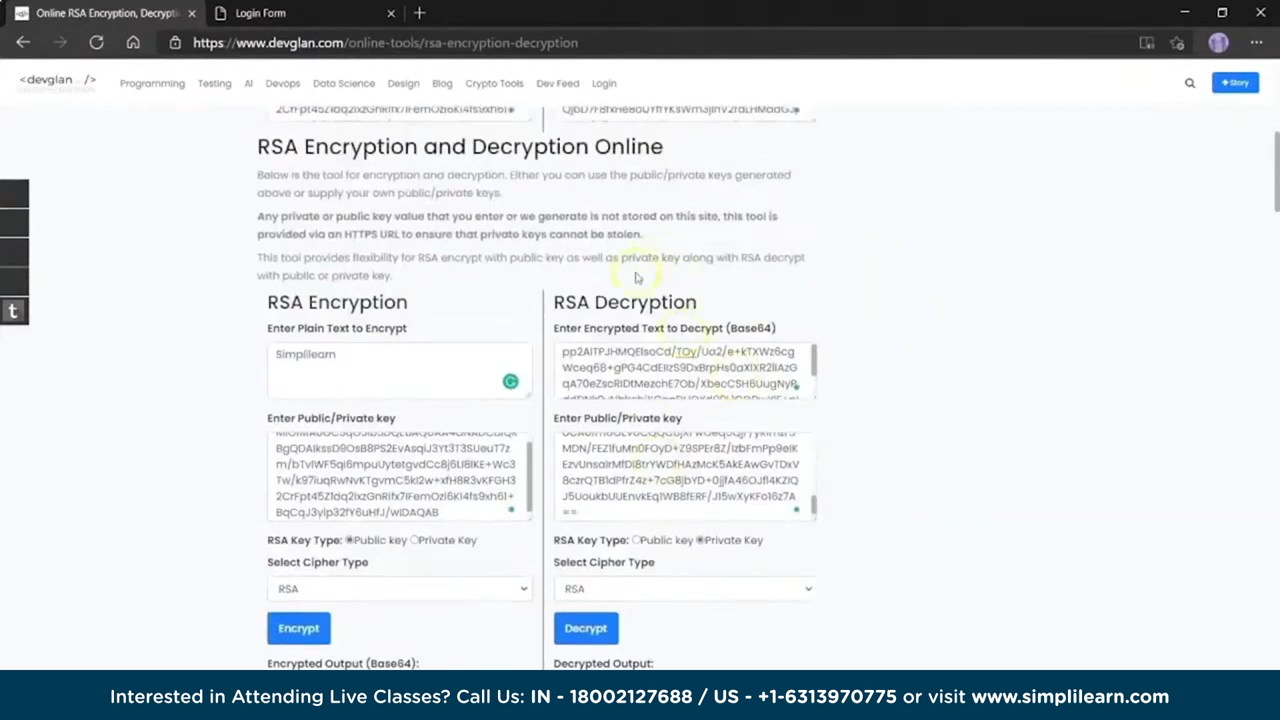 Online RSA Encryption, Decrypti
Login Form
https://www.devglan.com/online-tools/rsa-encryption-decryption
<devglan />
Programming Testing AI Devops Data Science Design Blog Crypto Tools Dev Feed Login
+Story
RSA Encryption and Decryption Online
Below is the tool for encryption and decryption. Either you can use the public/private keys generated
above or supply your own public/private keys.
Any private or public key value that you enter or we generate is not stored on this site, this tool is
provided via an HTTPS URL to ensure that private keys cannot be stolen.
This tool provides flexibility for RSA encrypt with public key as well as private key along with RSA decrypt
with public or private key.
RSA Encryption
Enter Plain Text to Encrypt
Simplilearn
Enter Public/Private key
RSA Key Type: Public key Private Key
Select Cipher Type
RSA
Encrypt
Encrypted Output (Base64):
RSA Decryption
Enter Encrypted Text to Decrypt (Base64)
Enter Public/Private key
==
RSA Key Type: Public key Private Key
Select Cipher Type
RSA
Decrypt
Decrypted Output:
t
Interested in Attending Live Classes? Call Us: IN - 18002127688 / US - +1-6313970775 or visit www.simplilearn.com